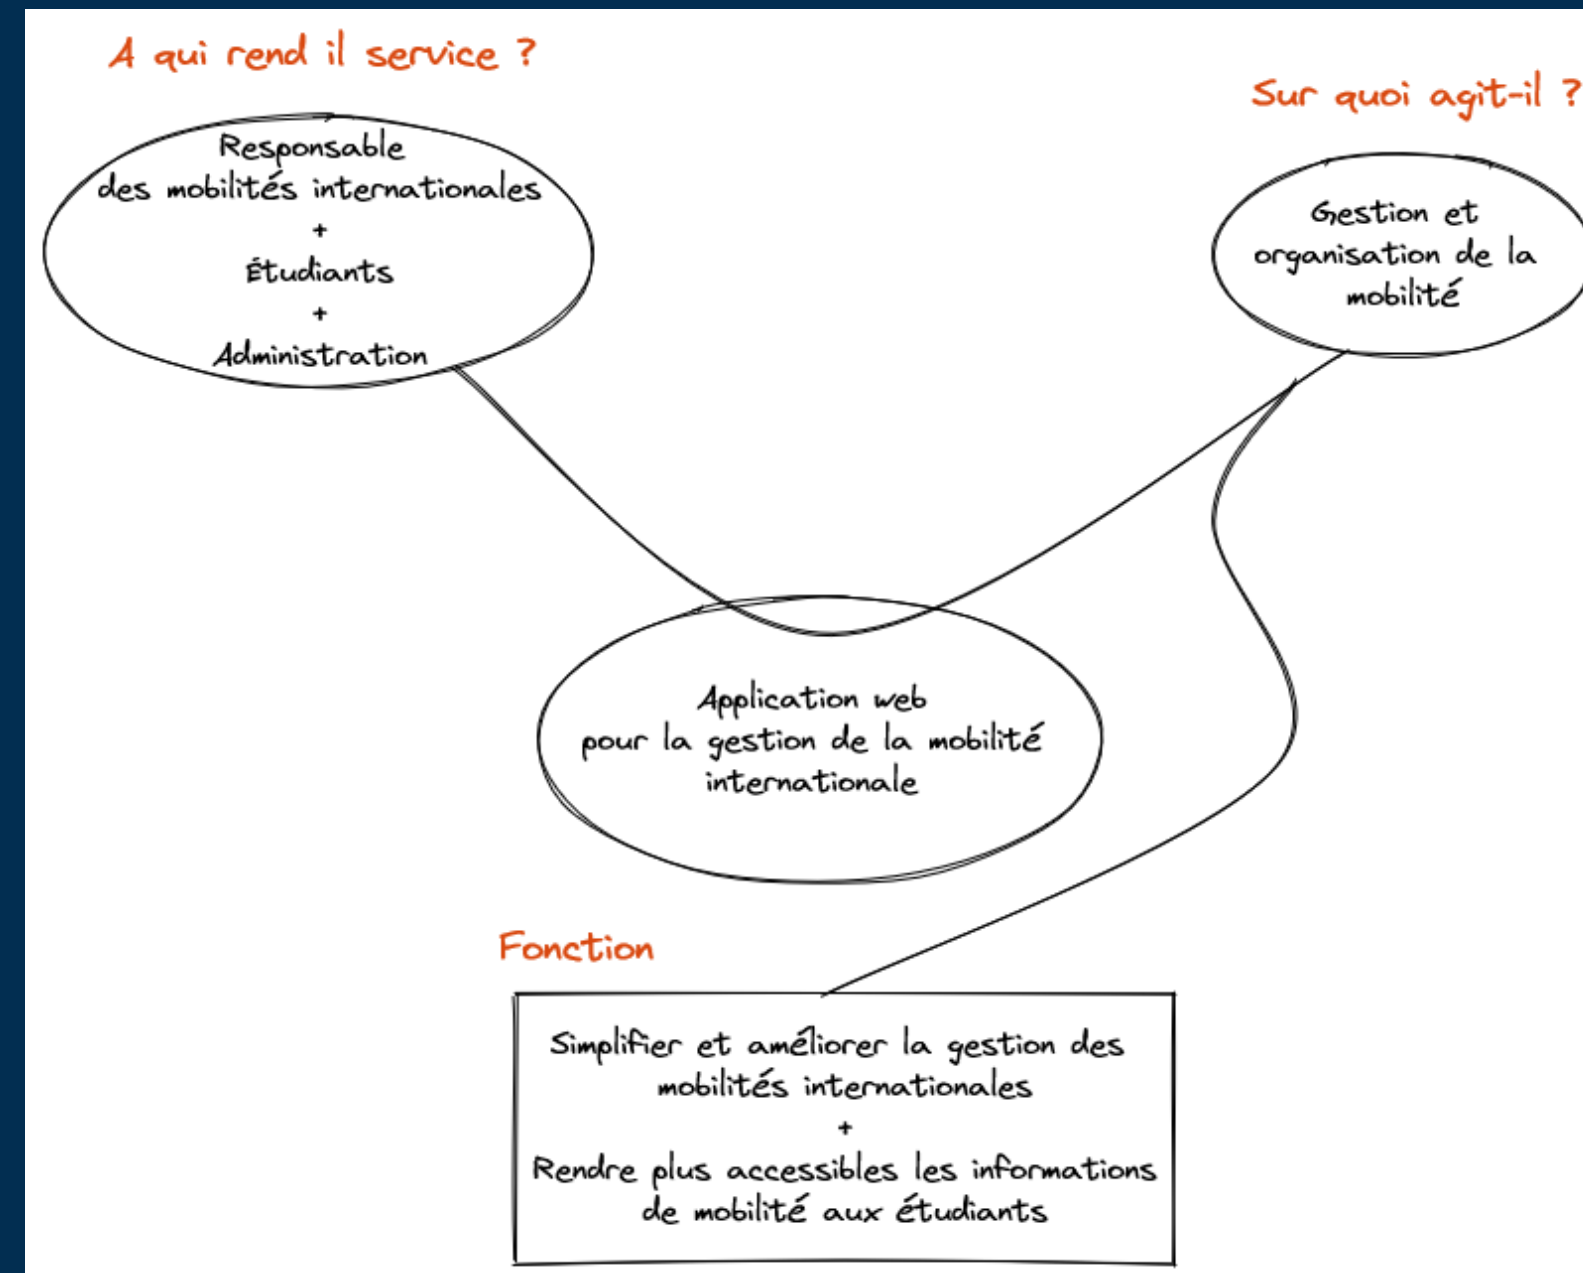 A qui rend il service ?
Sur quoi agit-il ?
Responsable
des mobilités internationales
+
Étudiants
+
Administration
Gestion et
organisation de la
mobilité
Application web
pour la gestion de la mobilité
internationale
Fonction
Simplifier et améliorer la gestion des
mobilités internationales
+
Rendre plus accessibles les informations
de mobilité aux étudiants